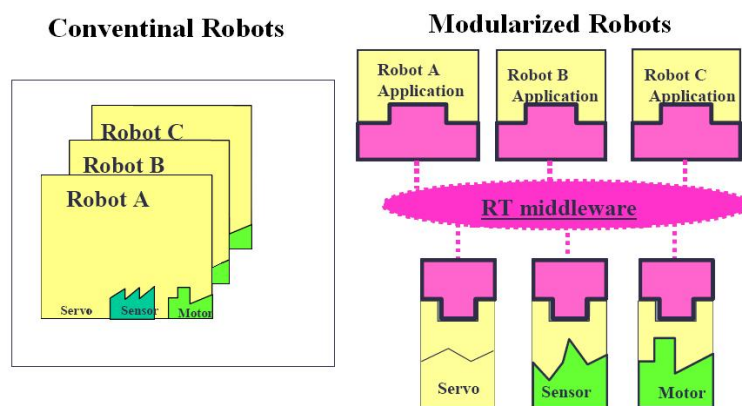 Conventinal Robots
Robot C
Robot B
Robot A
Servo
Sensor
Motor
Modularized Robots
Robot A
Application
Robot B
Application
Robot C
Application
RT middleware
Servo
Sensor
Motor